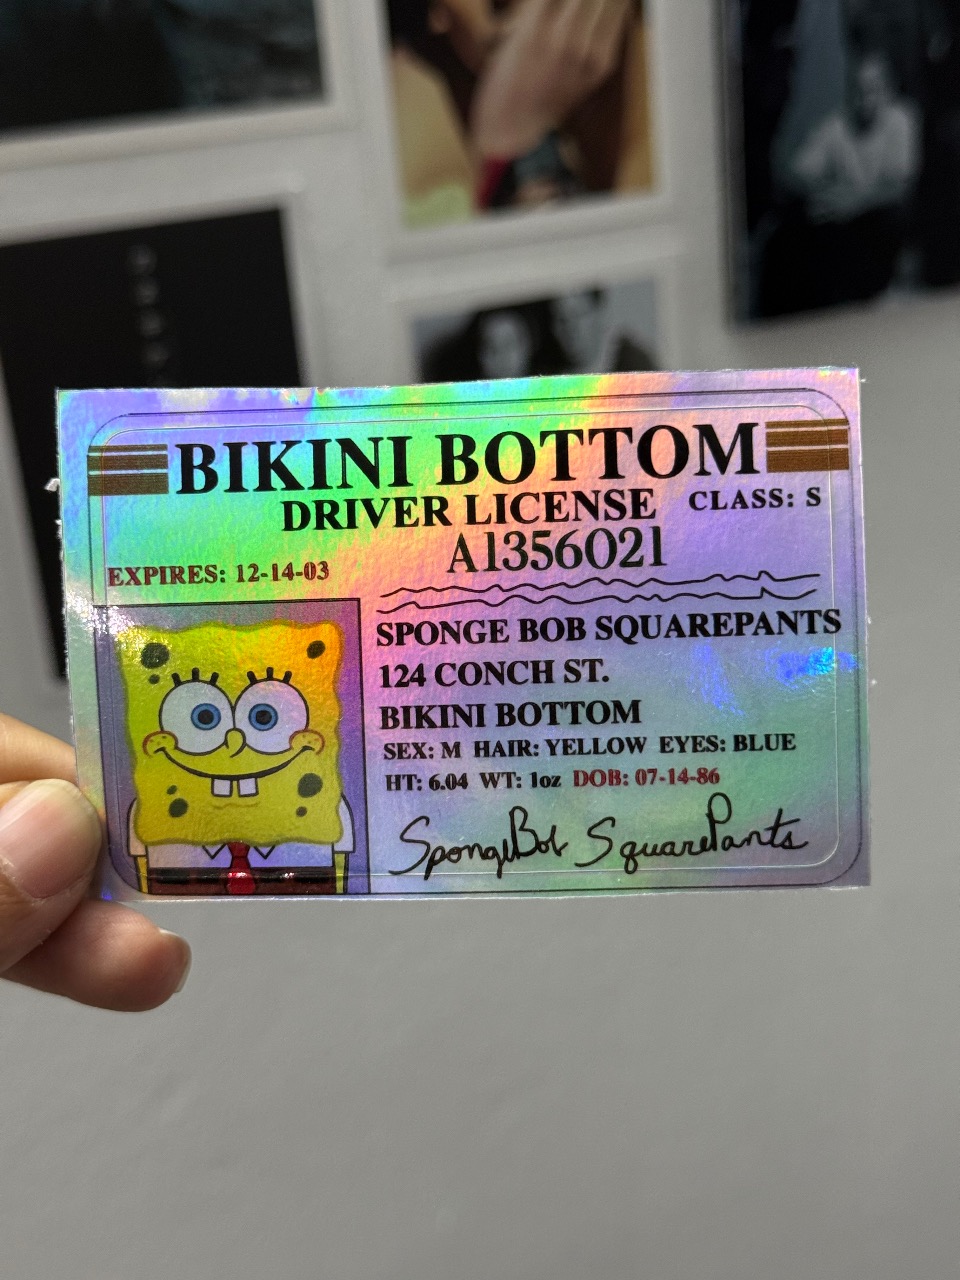 BIKINI BOTTOM
DRIVER LICENSE CLASS: S
A1356021
EXPIRES: 12-14-03
SPONGE BOB SQUAREPANTS
124 CONCH ST.
BIKINI BOTTOM
SEX: M HAIR: YELLOW EYES: BLUE
HT: 6.04 WT: 1oz DOB: 07-14-86
SpongeBob SquarePants